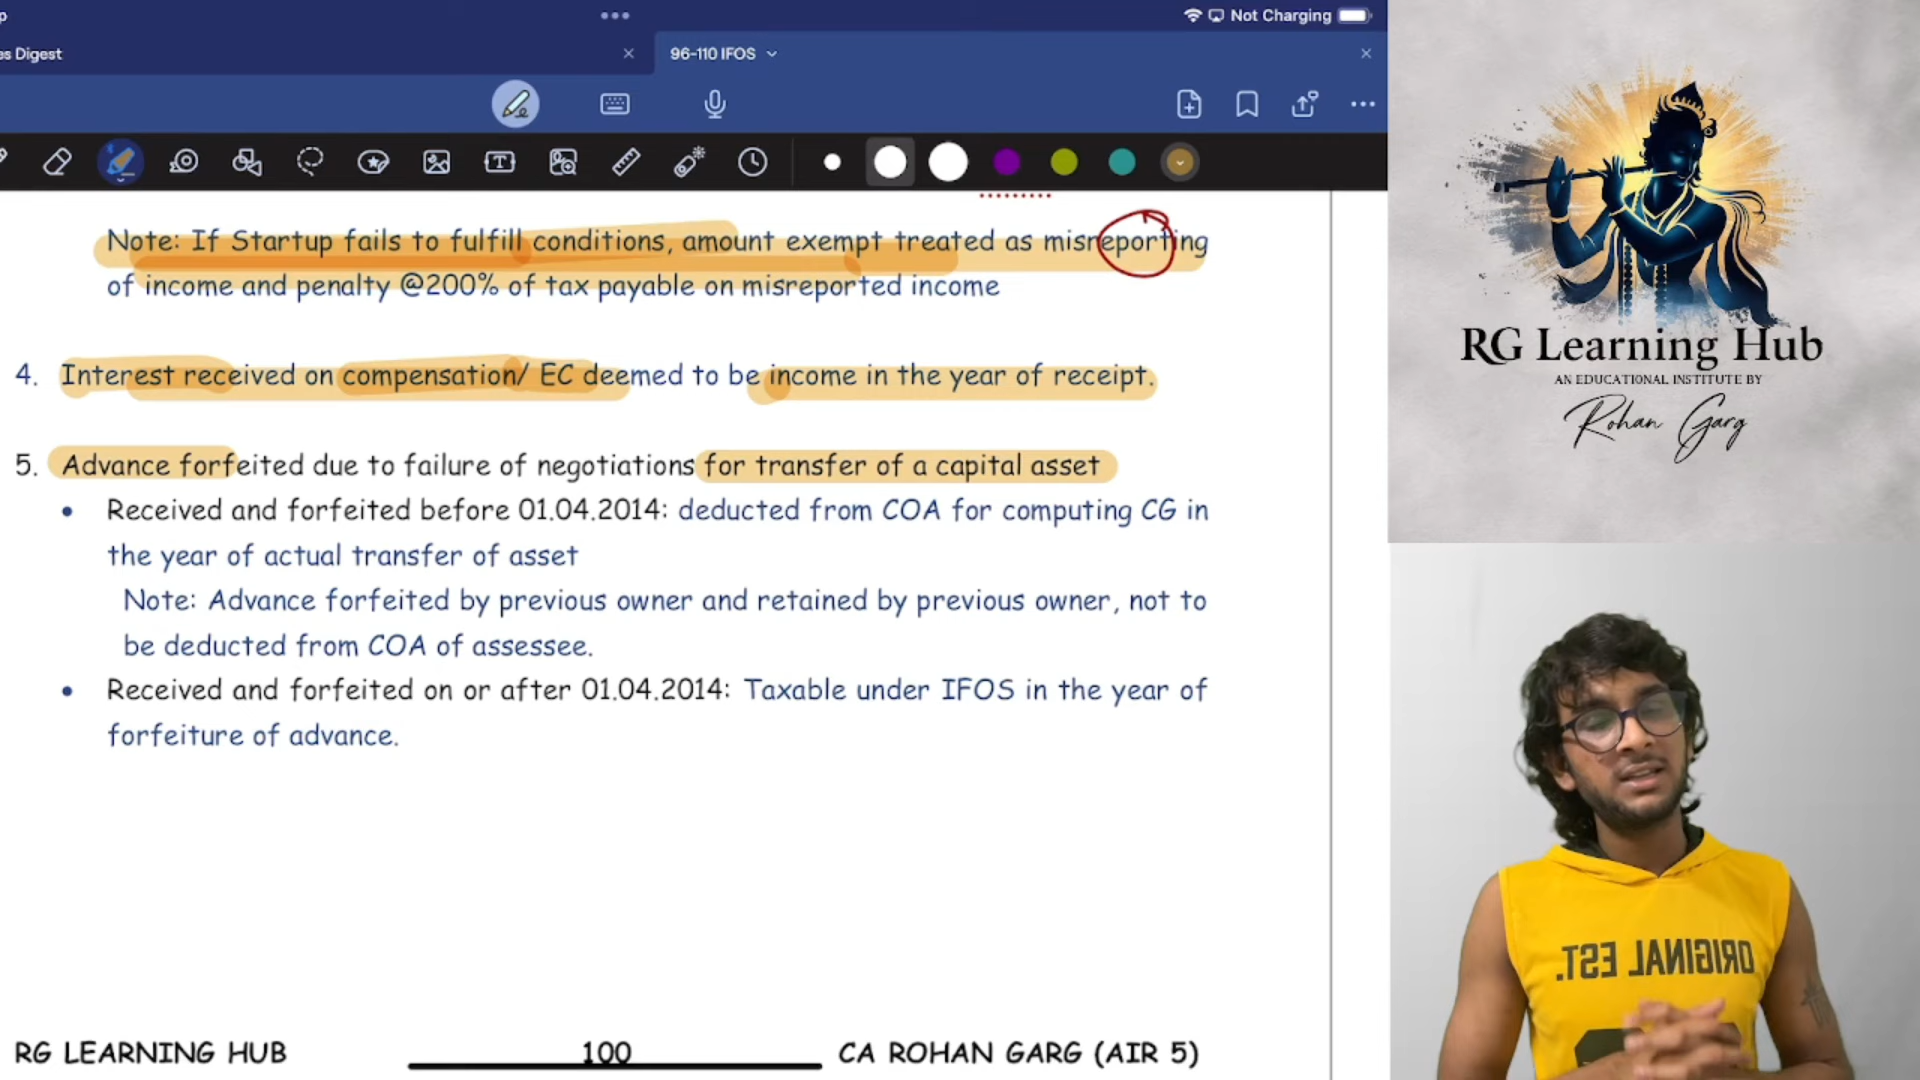 Not Charging
es Digest
96-110 IFOS
Note: If Startup fails to fulfill conditions, amount exempt treated as misreporting
of income and penalty @200% of tax payable on misreported income
4. Interest received on compensation/ EC deemed to be income in the year of receipt.
5. Advance forfeited due to failure of negotiations for transfer of a capital asset
• Received and forfeited before 01.04.2014: deducted from COA for computing CG in
the year of actual transfer of asset
Note: Advance forfeited by previous owner and retained by previous owner, not to
be deducted from COA of assessee.
• Received and forfeited on or after 01.04.2014: Taxable under IFOS in the year of
forfeiture of advance.
RG LEARNING HUB 100 CA ROHAN GARG (AIR 5)
RG Learning Hub
AN EDUCATIONAL INSTITUTE BY
Rohan Garg
ORIGINAL EST.